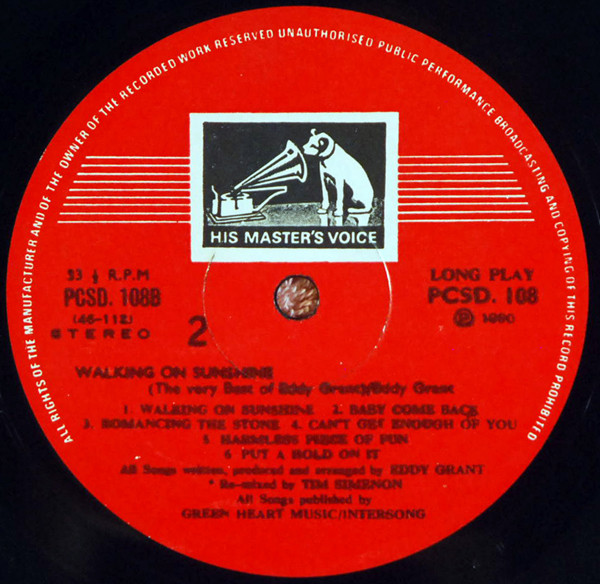 ALL RIGHTS OF THE MANUFACTURER AND OF THE OWNER OF THE RECORDED WORK RESERVED UNAUTHORISED PUBLIC PERFORMANCE BROADCASTING AND COPYING OF THIS RECORD PROHIBITED
HIS MASTER'S VOICE
33 ⅓ R.P.M LONG PLAY
PCSD. 108B 2 PCSD. 108
(46-112) ℗ 1990
STEREO
WALKING ON SUNSHINE
(The very Best of Eddy Grant)/Eddy Grant
1. WALKING ON SUNSHINE 2. BABY COME BACK
3. ROMANCING THE STONE 4. CAN'T GET ENOUGH OF YOU
5 HARMLESS PIECE OF FUN
6 PUT A HOLD ON IT
All Songs written, produced and arranged by EDDY GRANT
* Re-mixed by TIM SIMENON
All Songs published by
GREEN HEART MUSIC/INTERSONG